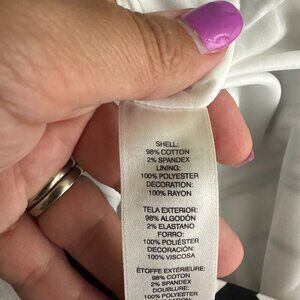 SHELL:
98% COTTON
2% SPANDEX
LINING:
100% POLYESTER
DECORATION:
100% RAYON
TELA EXTERIOR:
98% ALGODÓN
2% ELASTANO
FORRO:
100% POLIÉSTER
DECORACIÓN:
100% VISCOSA
ÉTOFFE EXTÉRIEURE:
98% COTON
2% SPANDEX
DOUBLURE:
100% POLYESTER